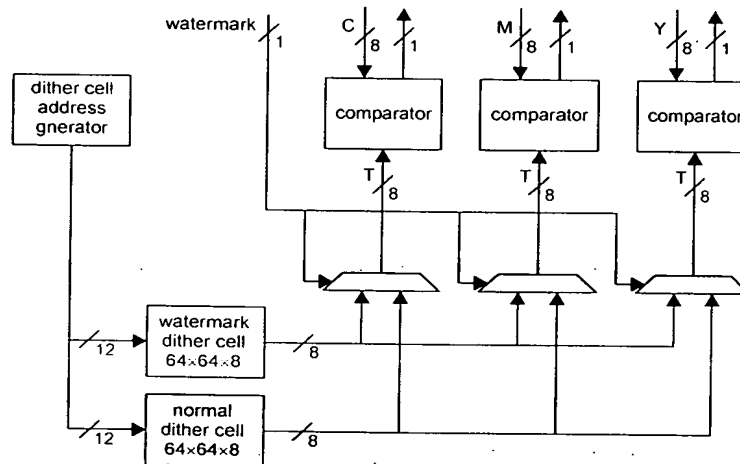 watermark
1
C
8
1
M
8
1
Y
8
1
dither cell
address
gnerator
comparator
comparator
comparator
T
8
T
8
T
8
12
watermark
dither cell
64×64×8
8
12
normal
dither cell
64×64×8
8